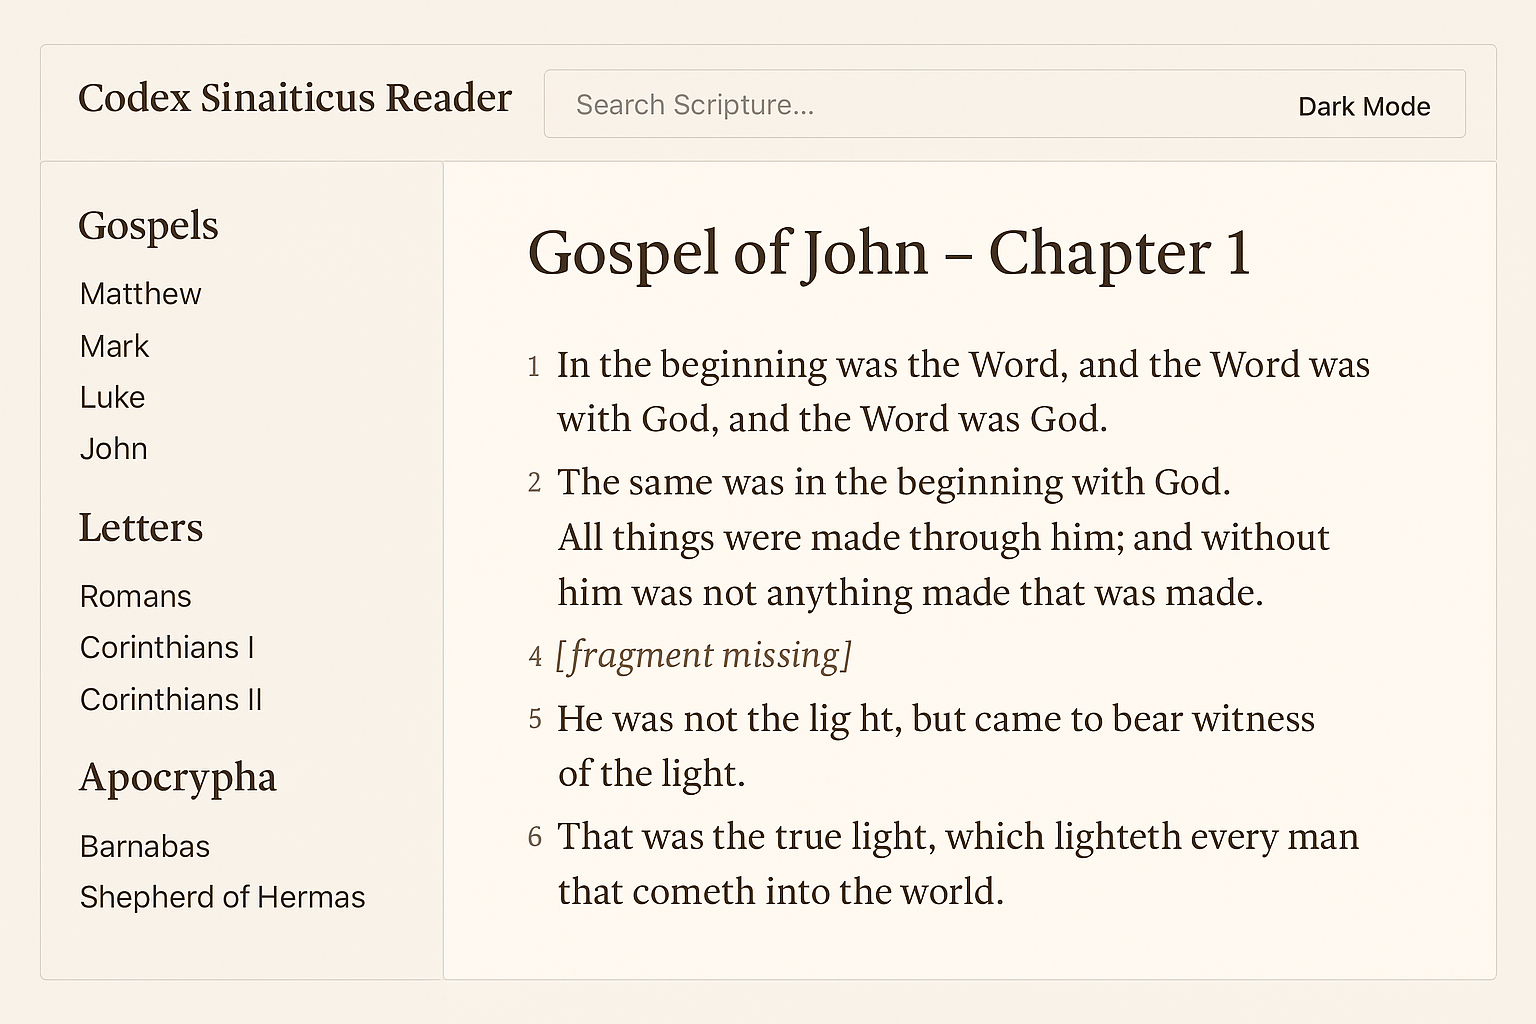 Codex Sinaiticus Reader
Search Scripture...
Dark Mode
Gospels
Matthew
Mark
Luke
John
Letters
Romans
Corinthians I
Corinthians II
Apocrypha
Barnabas
Shepherd of Hermas
Gospel of John – Chapter 1
1 In the beginning was the Word, and the Word was
with God, and the Word was God.
2 The same was in the beginning with God.
All things were made through him; and without
him was not anything made that was made.
4 [fragment missing]
5 He was not the lig ht, but came to bear witness
of the light.
6 That was the true light, which lighteth every man
that cometh into the world.